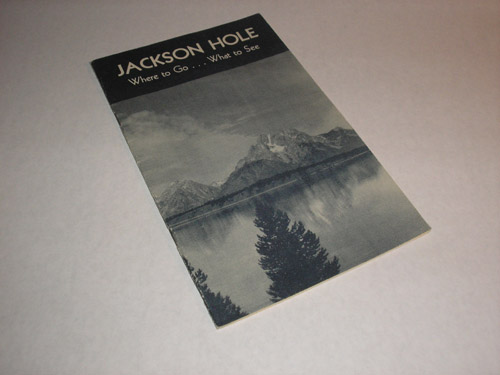 JACKSON HOLE
Where to Go . . . What to See